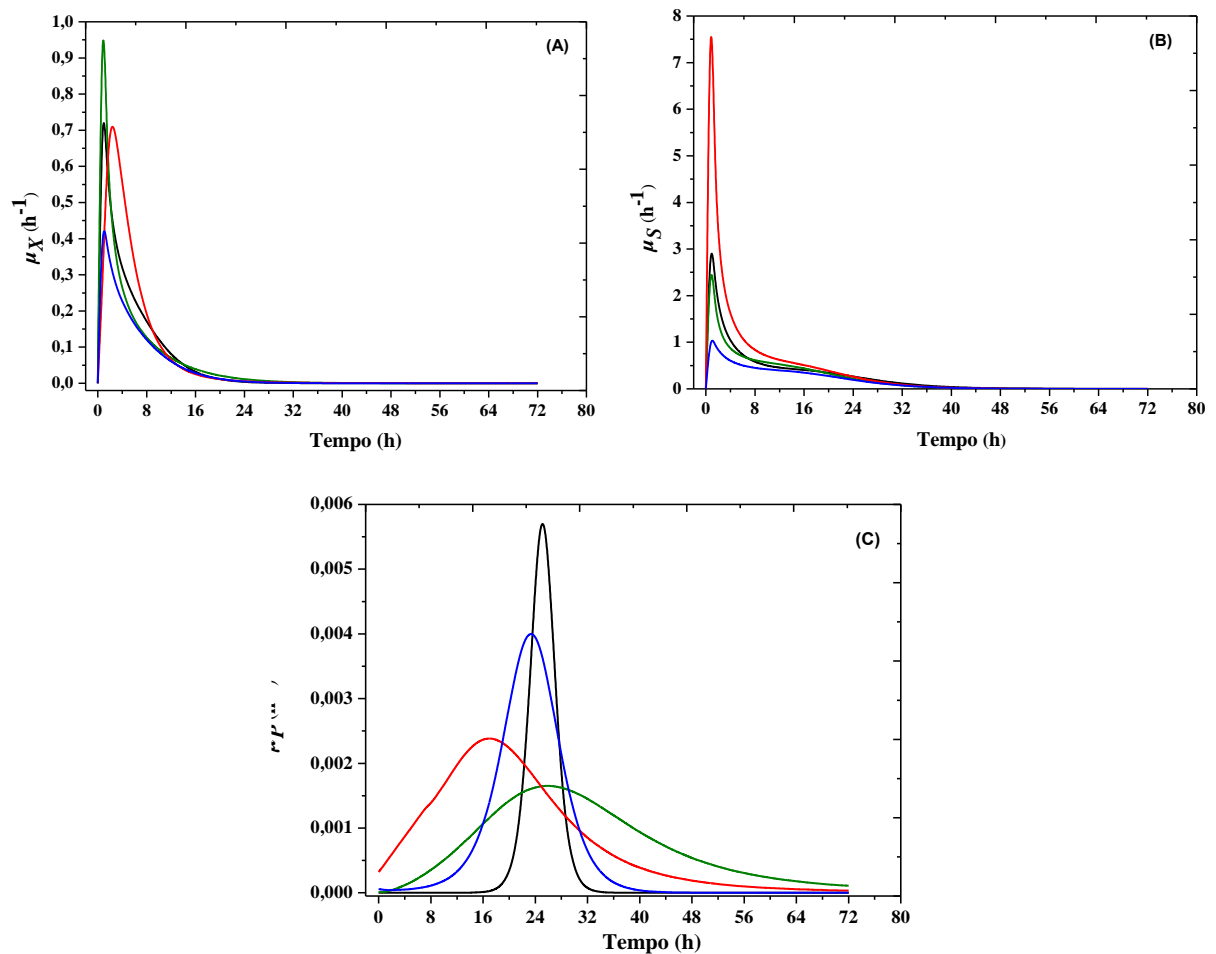 (A)
1,0
0,9
0,8
0,7
0,6
0,5
0,4
0,3
0,2
0,1
0,0
μX (h-1)
0 8 16 24 32 40 48 56 64 72 80
Tempo (h)
(B)
8
7
6
5
4
3
2
1
0
μS (h-1)
0 8 16 24 32 40 48 56 64 72 80
Tempo (h)
(C)
0,006
0,005
0,004
0,003
0,002
0,001
0,000
0 8 16 24 32 40 48 56 64 72 80
Tempo (h)